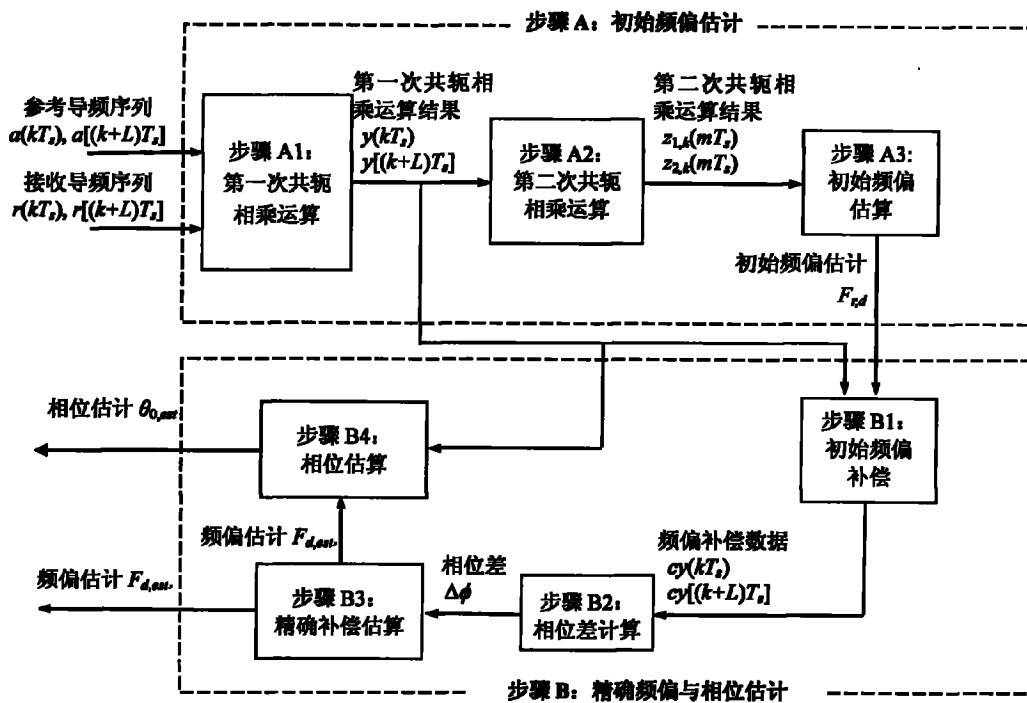 步骤 A：初始频偏估计
参考导频序列
a(kTₛ), a[(k+L)Tₛ]
接收导频序列
r(kTₛ), r[(k+L)Tₛ]
步骤 A1：
第一次共轭
相乘运算
第一次共轭相
乘运算结果
y(kTₛ)
y[(k+L)Tₛ]
步骤 A2：
第二次共轭
相乘运算
第二次共轭相
乘运算结果
z₁,ₖ(mTₛ)
z₂,ₖ(mTₛ)
步骤 A3:
初始频偏
估算
初始频偏估计
F_{r,d}
步骤 B1：
初始频偏
补偿
频偏补偿数据
cy(kTₛ)
cy[(k+L)Tₛ]
步骤 B2：
相位差计算
相位差
Δϕ
步骤 B3：
精确补偿估算
频偏估计 F_{d,est},
频偏估计 F_{d,est},
步骤 B4：
相位估算
相位估计 θ_{0,est}
步骤 B：精确频偏与相位估计